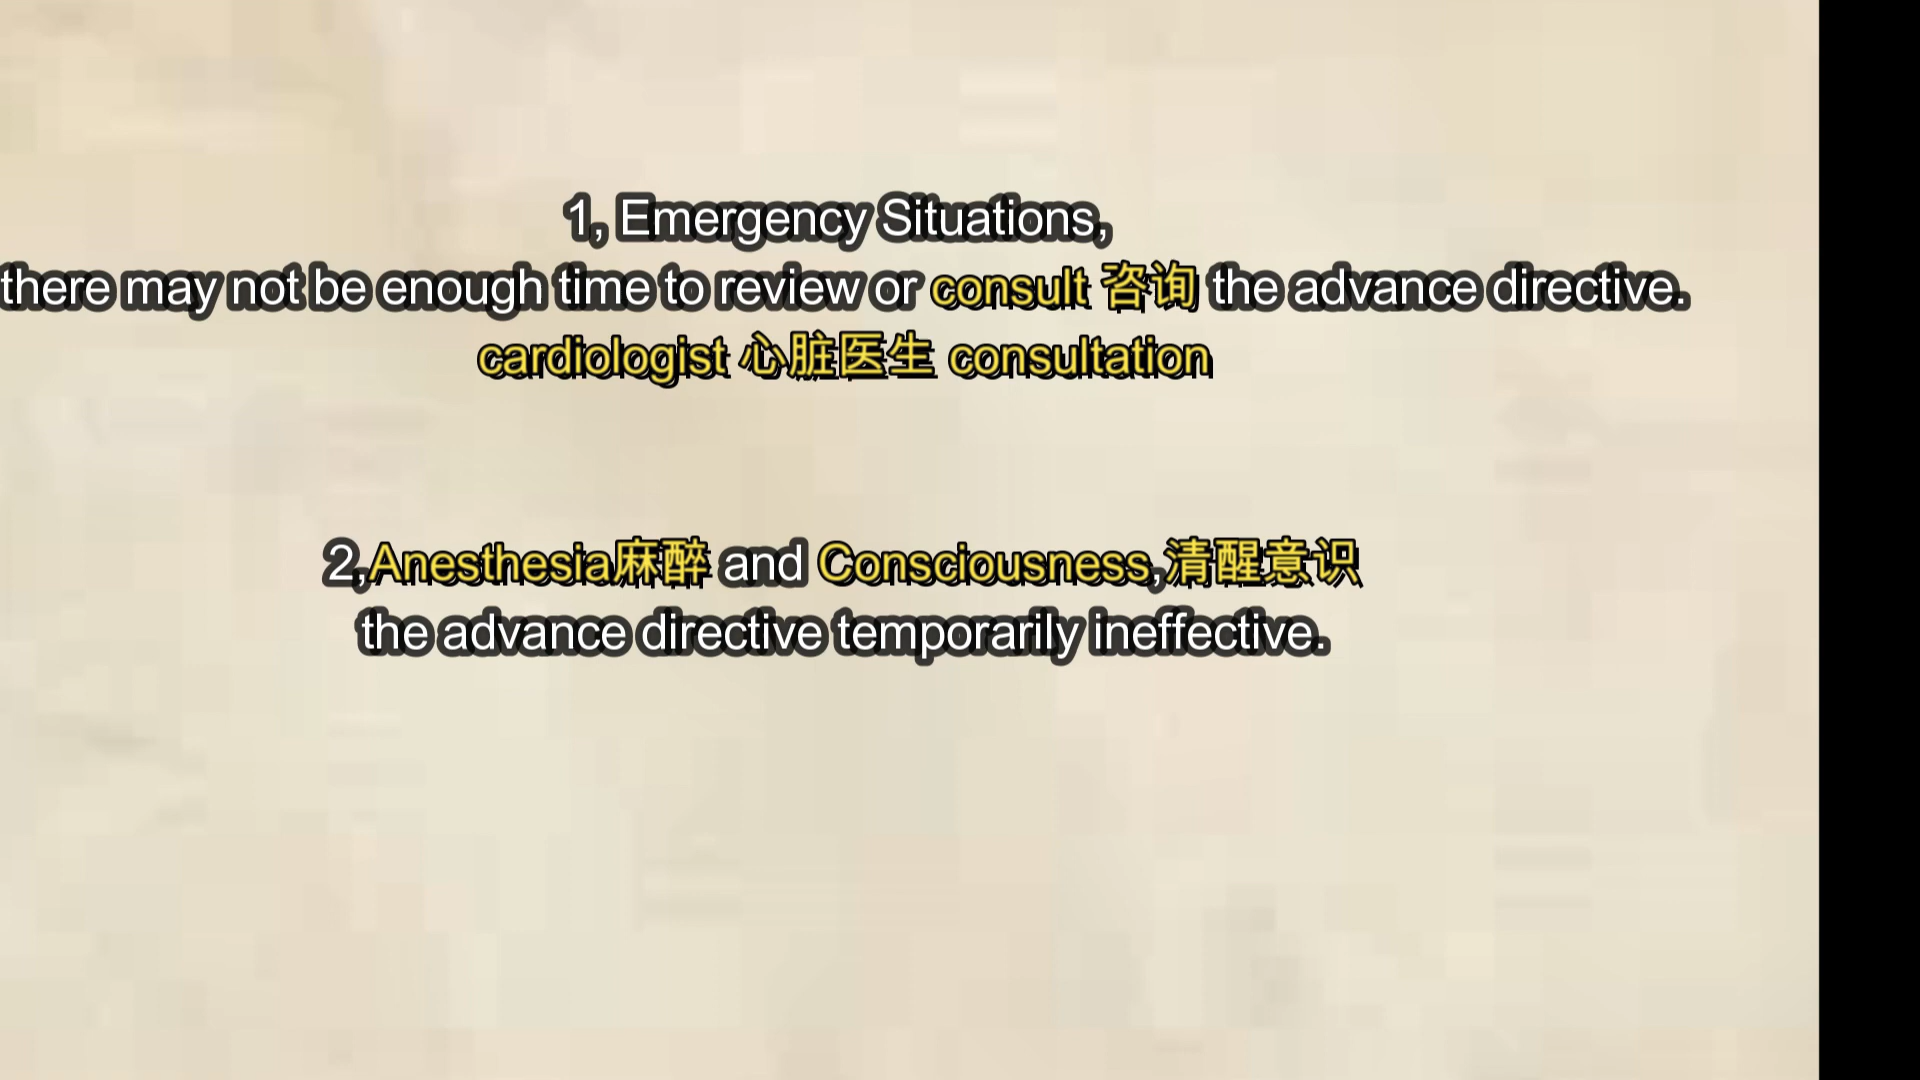 1, Emergency Situations,
there may not be enough time to review or consult 咨询 the advance directive.
cardiologist 心脏医生 consultation
2,Anesthesia麻醉 and Consciousness,清醒意识
the advance directive temporarily ineffective.